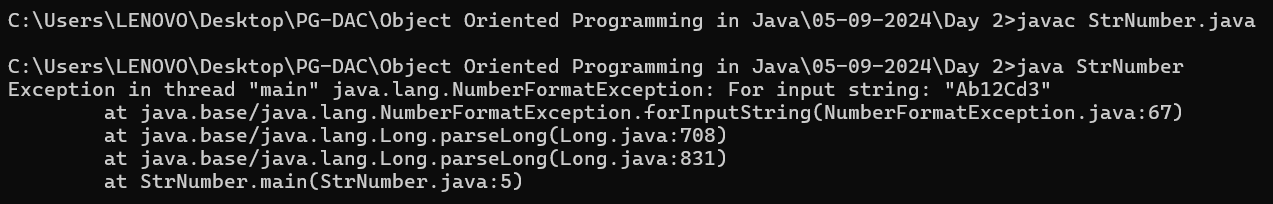 C:\Users\LENOVO\Desktop\PG-DAC\Object Oriented Programming in Java\05-09-2024\Day 2>javac StrNumber.java
C:\Users\LENOVO\Desktop\PG-DAC\Object Oriented Programming in Java\05-09-2024\Day 2>java StrNumber
Exception in thread "main" java.lang.NumberFormatException: For input string: "Ab12Cd3"
        at java.base/java.lang.NumberFormatException.forInputString(NumberFormatException.java:67)
        at java.base/java.lang.Long.parseLong(Long.java:708)
        at java.base/java.lang.Long.parseLong(Long.java:831)
        at StrNumber.main(StrNumber.java:5)